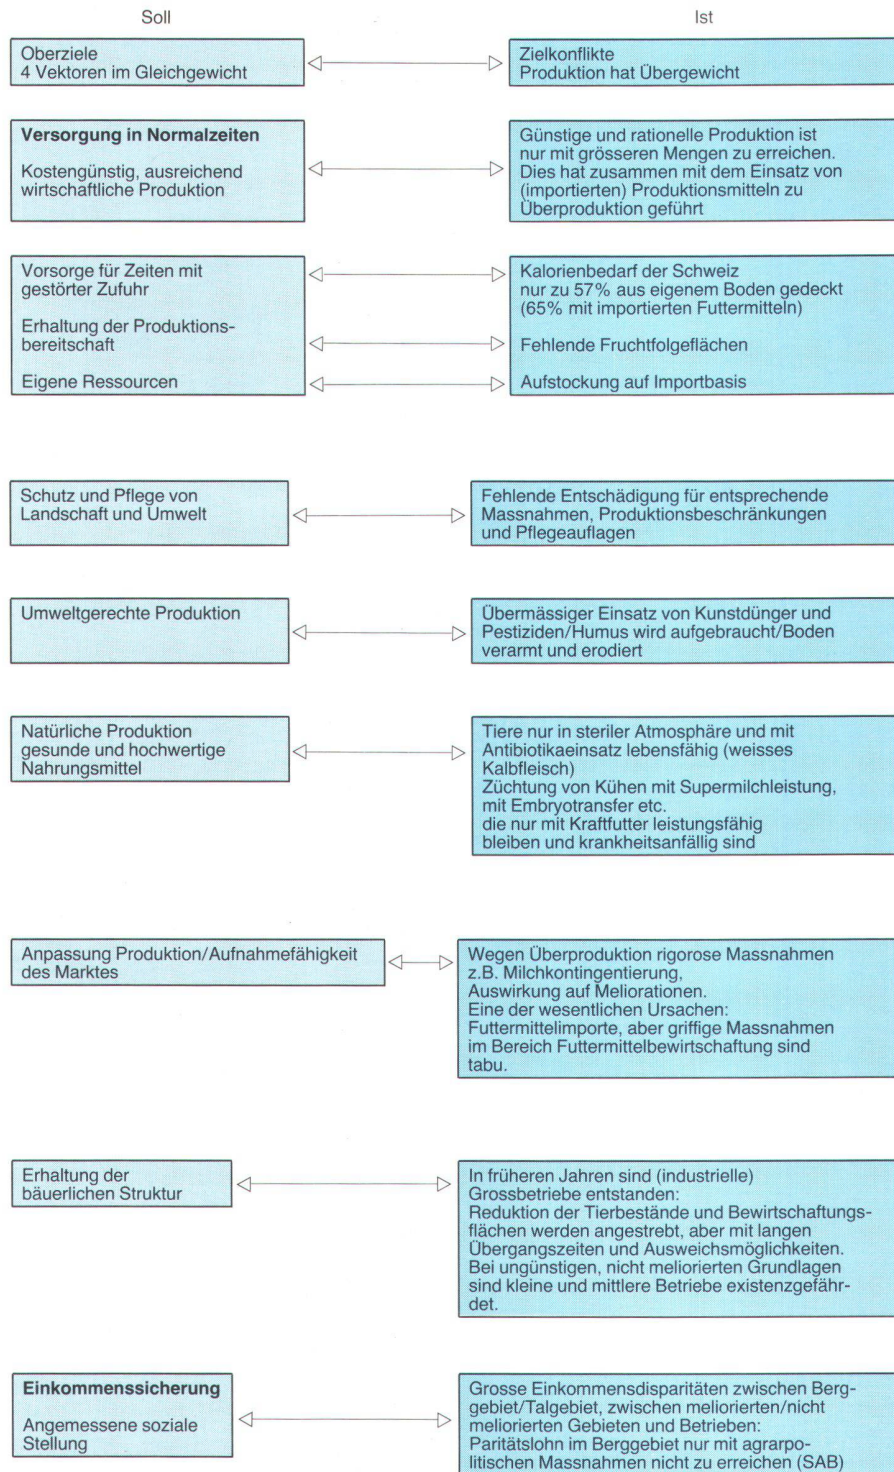 Soll
Ist
Oberziele
4 Vektoren im Gleichgewicht
Zielkonflikte
Produktion hat Übergewicht
Versorgung in Normalzeiten
Kostengünstig, ausreichend
wirtschaftliche Produktion
Günstige und rationelle Produktion ist
nur mit grösseren Mengen zu erreichen.
Dies hat zusammen mit dem Einsatz von
(importierten) Produktionsmitteln zu
Überproduktion geführt
Vorsorge für Zeiten mit
gestörter Zufuhr
Erhaltung der Produktions-
bereitschaft
Eigene Ressourcen
Kalorienbedarf der Schweiz
nur zu 57% aus eigenem Boden gedeckt
(65% mit importierten Futtermitteln)
Fehlende Fruchtfolgeflächen
Aufstockung auf Importbasis
Schutz und Pflege von
Landschaft und Umwelt
Fehlende Entschädigung für entsprechende
Massnahmen, Produktionsbeschränkungen
und Pflegeauflagen
Umweltgerechte Produktion
Übermässiger Einsatz von Kunstdünger und
Pestiziden/Humus wird aufgebraucht/Boden
verarmt und erodiert
Natürliche Produktion
gesunde und hochwertige
Nahrungsmittel
Tiere nur in steriler Atmosphäre und mit
Antibiotikaeinsatz lebensfähig (weisses
Kalbfleisch)
Züchtung von Kühen mit Supermilchleistung,
mit Embryotransfer etc.
die nur mit Kraftfutter leistungsfähig
bleiben und krankheitsanfällig sind
Anpassung Produktion/Aufnahmefähigkeit
des Marktes
Wegen Überproduktion rigorose Massnahmen
z.B. Milchkontingentierung,
Auswirkung auf Meliorationen.
Eine der wesentlichen Ursachen:
Futtermittelimporte, aber griffige Massnahmen
im Bereich Futtermittelbewirtschaftung sind
tabu.
Erhaltung der
bäuerlichen Struktur
In früheren Jahren sind (industrielle)
Grossbetriebe entstanden:
Reduktion der Tierbestände und Bewirtschaftungs-
flächen werden angestrebt, aber mit langen
Übergangszeiten und Ausweichsmöglichkeiten.
Bei ungünstigen, nicht meliorierten Grundlagen
sind kleine und mittlere Betriebe existenzgefähr-
det.
Einkommenssicherung
Angemessene soziale
Stellung
Grosse Einkommensdisparitäten zwischen Berg-
gebiet/Talgebiet, zwischen meliorierten/nicht
meliorierten Gebieten und Betrieben:
Paritätslohn im Berggebiet nur mit agrarpo-
litischen Massnahmen nicht zu erreichen (SAB)